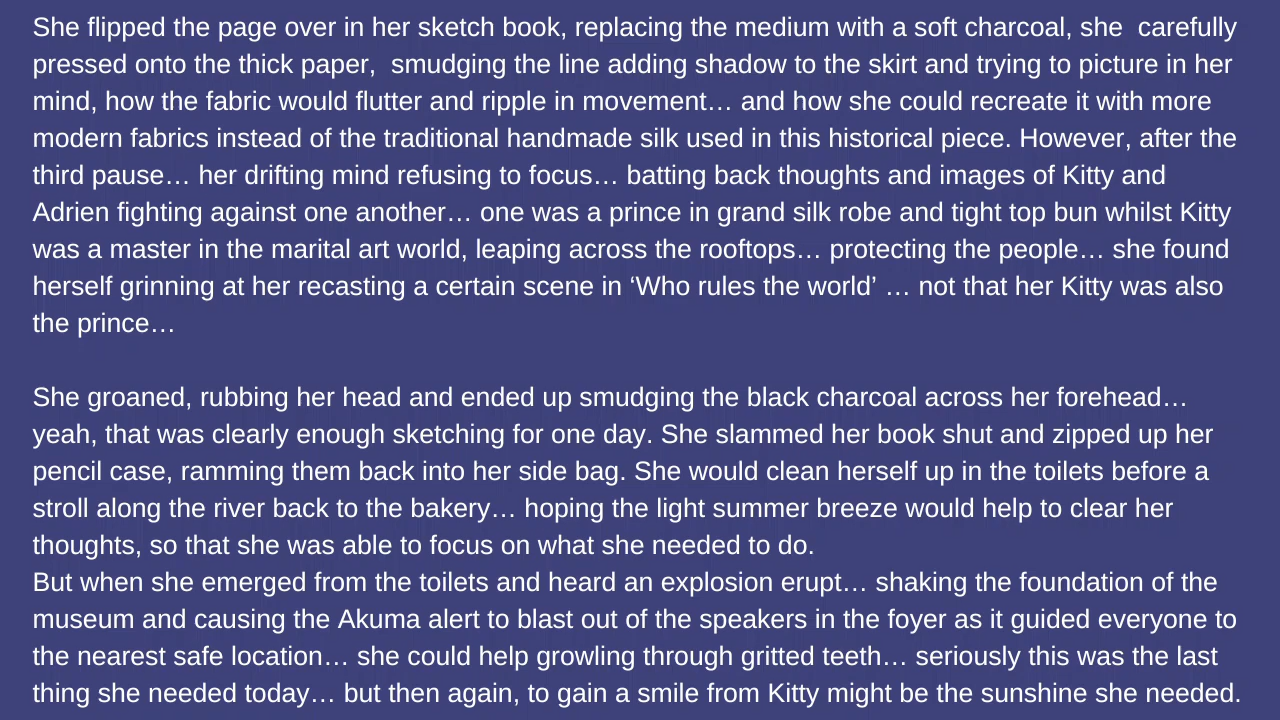 She flipped the page over in her sketch book, replacing the medium with a soft charcoal, she  carefully
pressed onto the thick paper,  smudging the line adding shadow to the skirt and trying to picture in her
mind, how the fabric would flutter and ripple in movement… and how she could recreate it with more
modern fabrics instead of the traditional handmade silk used in this historical piece. However, after the
third pause… her drifting mind refusing to focus… batting back thoughts and images of Kitty and
Adrien fighting against one another… one was a prince in grand silk robe and tight top bun whilst Kitty
was a master in the marital art world, leaping across the rooftops… protecting the people… she found
herself grinning at her recasting a certain scene in ‘Who rules the world’ … not that her Kitty was also
the prince…
She groaned, rubbing her head and ended up smudging the black charcoal across her forehead…
yeah, that was clearly enough sketching for one day. She slammed her book shut and zipped up her
pencil case, ramming them back into her side bag. She would clean herself up in the toilets before a
stroll along the river back to the bakery… hoping the light summer breeze would help to clear her
thoughts, so that she was able to focus on what she needed to do.
But when she emerged from the toilets and heard an explosion erupt… shaking the foundation of the
museum and causing the Akuma alert to blast out of the speakers in the foyer as it guided everyone to
the nearest safe location… she could help growling through gritted teeth… seriously this was the last
thing she needed today… but then again, to gain a smile from Kitty might be the sunshine she needed.